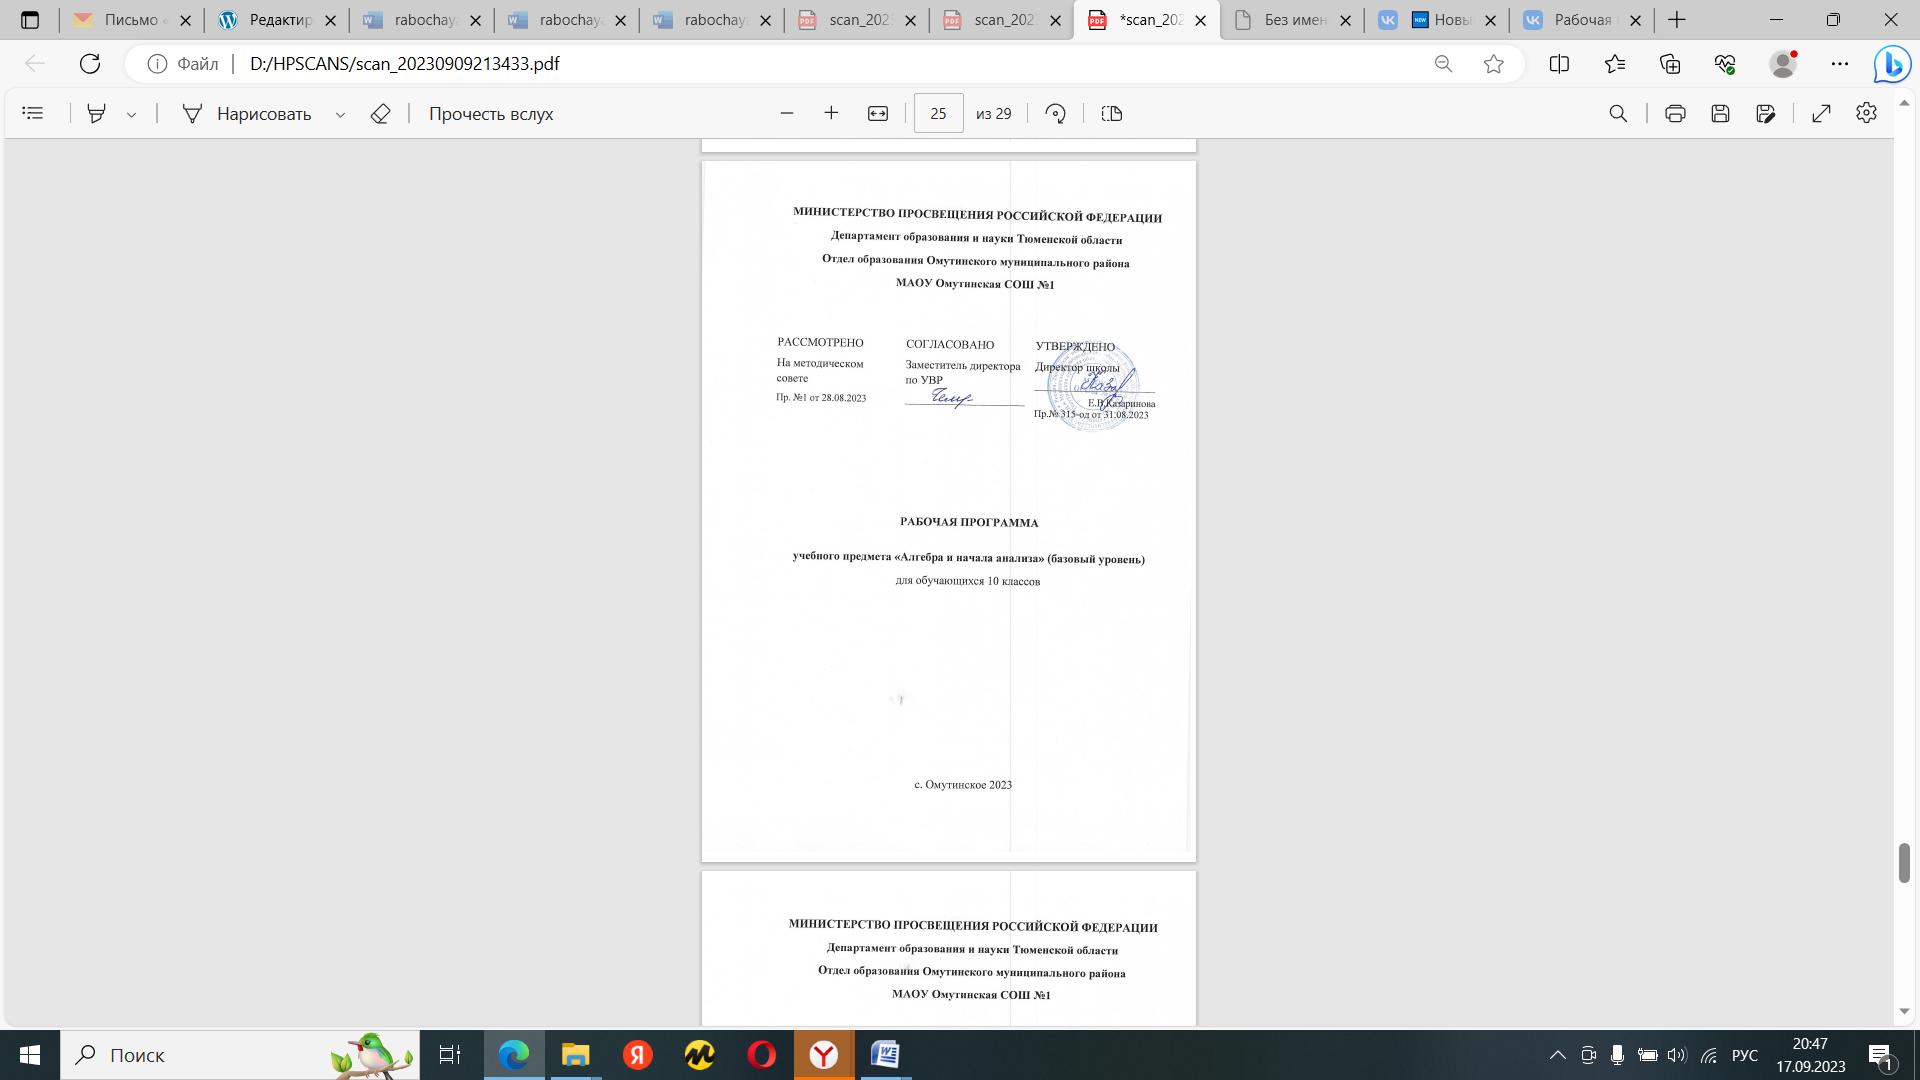 Письмо «
Редактир
rabochay
rabochay
rabochay
scan_202
scan_202
*scan_202
Без имен
Новы
Рабочая
Файл
D:/HPSCANS/scan_20230909213433.pdf
Нарисовать
Прочесть вслух
25
из 29
МИНИСТЕРСТВО ПРОСВЕЩЕНИЯ РОССИЙСКОЙ ФЕДЕРАЦИИ
Департамент образования и науки Тюменской области
Отдел образования Омутинского муниципального района
МАОУ Омутинская СОШ №1
РАССМОТРЕНО
На методическом
совете
Пр. №1 от 28.08.2023
СОГЛАСОВАНО
Заместитель директора
по УВР
УТВЕРЖДЕНО
Директор школы
Е.В.Казаринова
Пр.№ 315-од от 31.08.2023
РАБОЧАЯ ПРОГРАММА
учебного предмета «Алгебра и начала анализа» (базовый уровень)
для обучающихся 10 классов
с. Омутинское 2023
МИНИСТЕРСТВО ПРОСВЕЩЕНИЯ РОССИЙСКОЙ ФЕДЕРАЦИИ
Департамент образования и науки Тюменской области
Отдел образования Омутинского муниципального района
МАОУ Омутинская СОШ №1
Поиск
РУС
20:47
17.09.2023
1